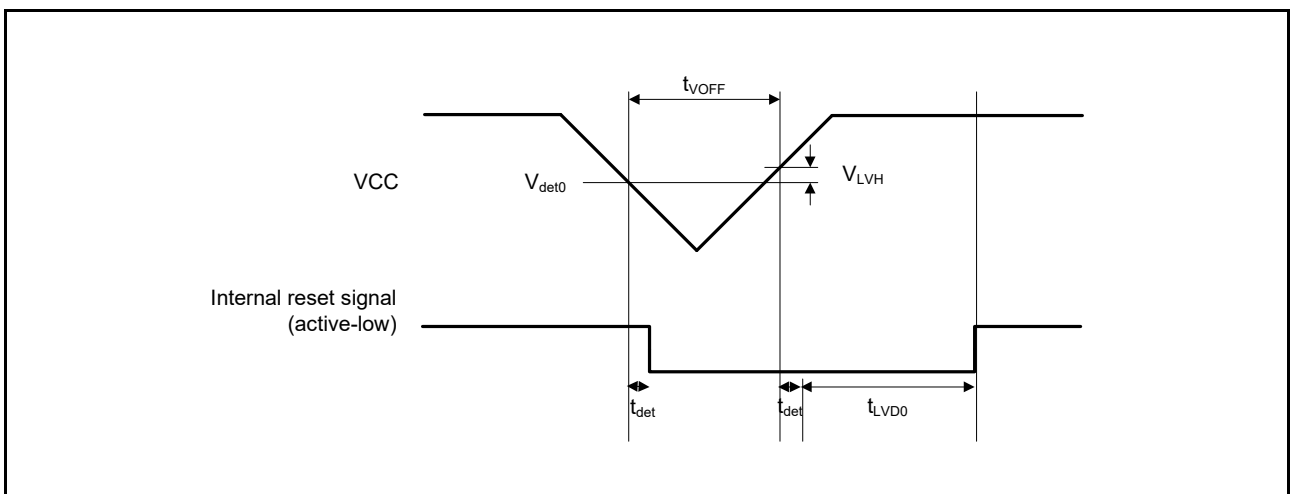 tVOFF
VCC
Vdet0
VLVH
Internal reset signal
(active-low)
tdet
tdet
tLVD0